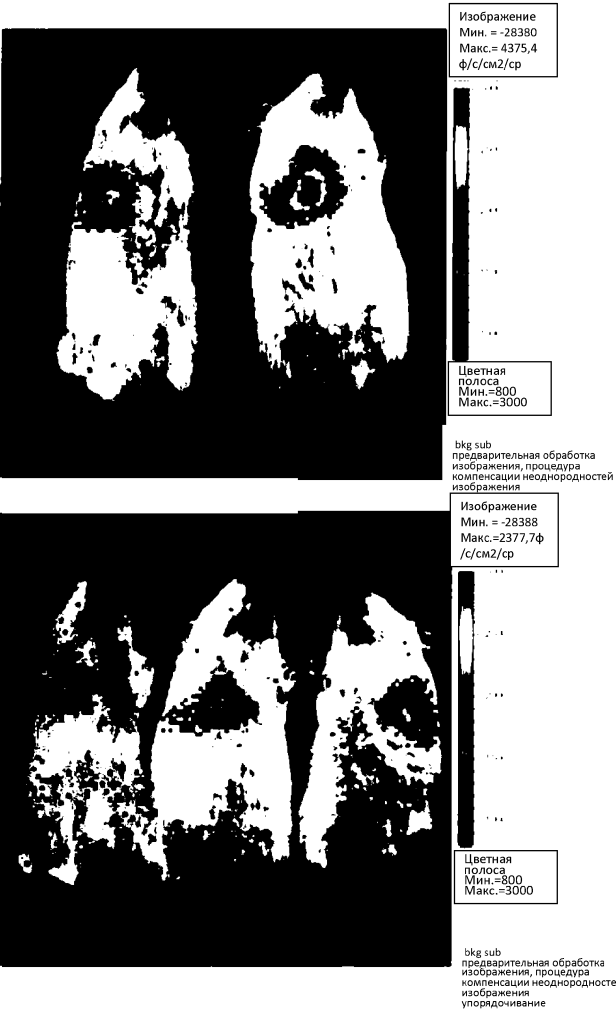 Изображение
Мин. = -28380
Макс.= 4375,4
ф/с/см2/ср
Цветная
полоса
Мин.=800
Макс.=3000
bkg sub
предварительная обработка
изображения, процедура
компенсации неоднородностей
изображения
Изображение
Мин. = -28388
Макс.=2377,7ф
/с/см2/ср
Цветная
полоса
Мин.=800
Макс.=3000
bkg sub
предварительная обработка
изображения, процедура
компенсации неоднородносте
изображения
упорядочивание